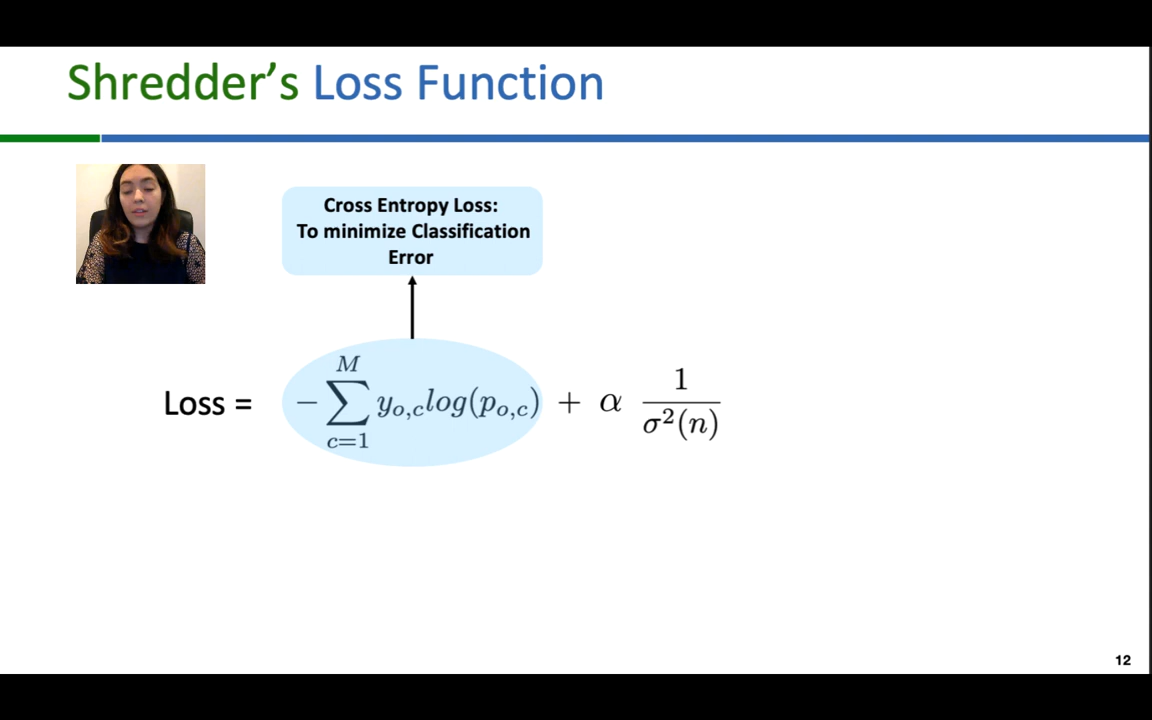 Shredder's Loss Function
Cross Entropy Loss:
To minimize Classification
Error
Loss = − ∑_{c=1}^{M} y_{o,c}log(p_{o,c}) + α 1/σ²(n)
12